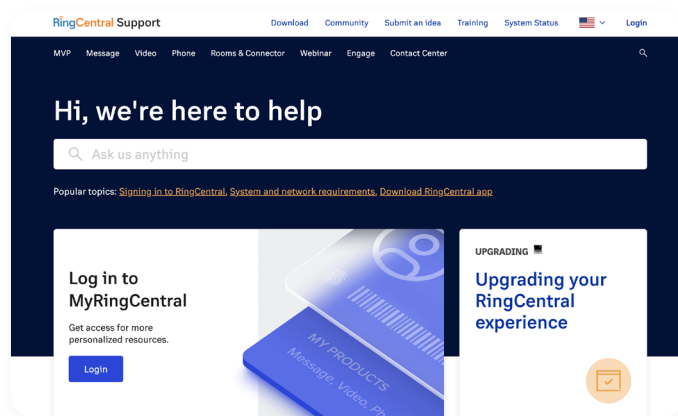 RingCentral Support
Download Community Submit an idea Training System Status Login
MVP Message Video Phone Rooms & Connector Webinar Engage Contact Center
Hi, we're here to help
Ask us anything
Popular topics: Signing in to RingCentral, System and network requirements, Download RingCentral app
Log in to
MyRingCentral
Get access for more
personalized resources.
Login
MY PRODUCTS
Message, Video, Ph
UPGRADING
Upgrading your
RingCentral
experience